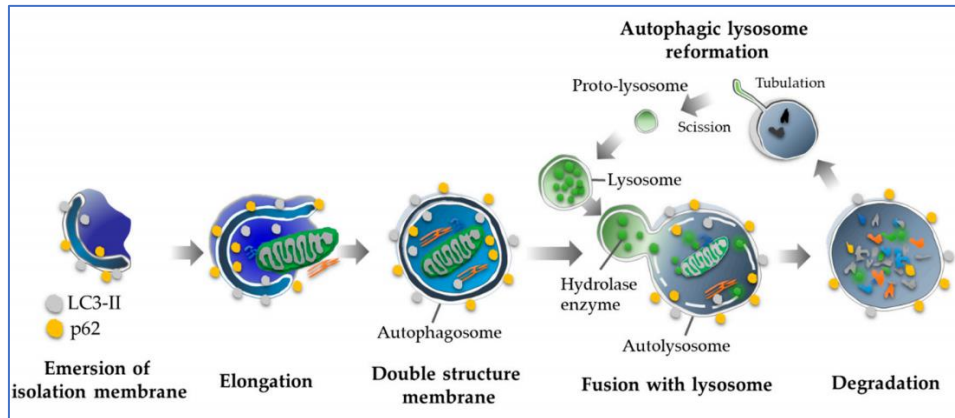 Autophagic lysosome
reformation
Proto-lysosome
Tubulation
Scission
Lysosome
LC3-II
p62
Hydrolase
enzyme
Autophagosome
Autolysosome
Emersion of
isolation membrane
Elongation
Double structure
membrane
Fusion with lysosome
Degradation